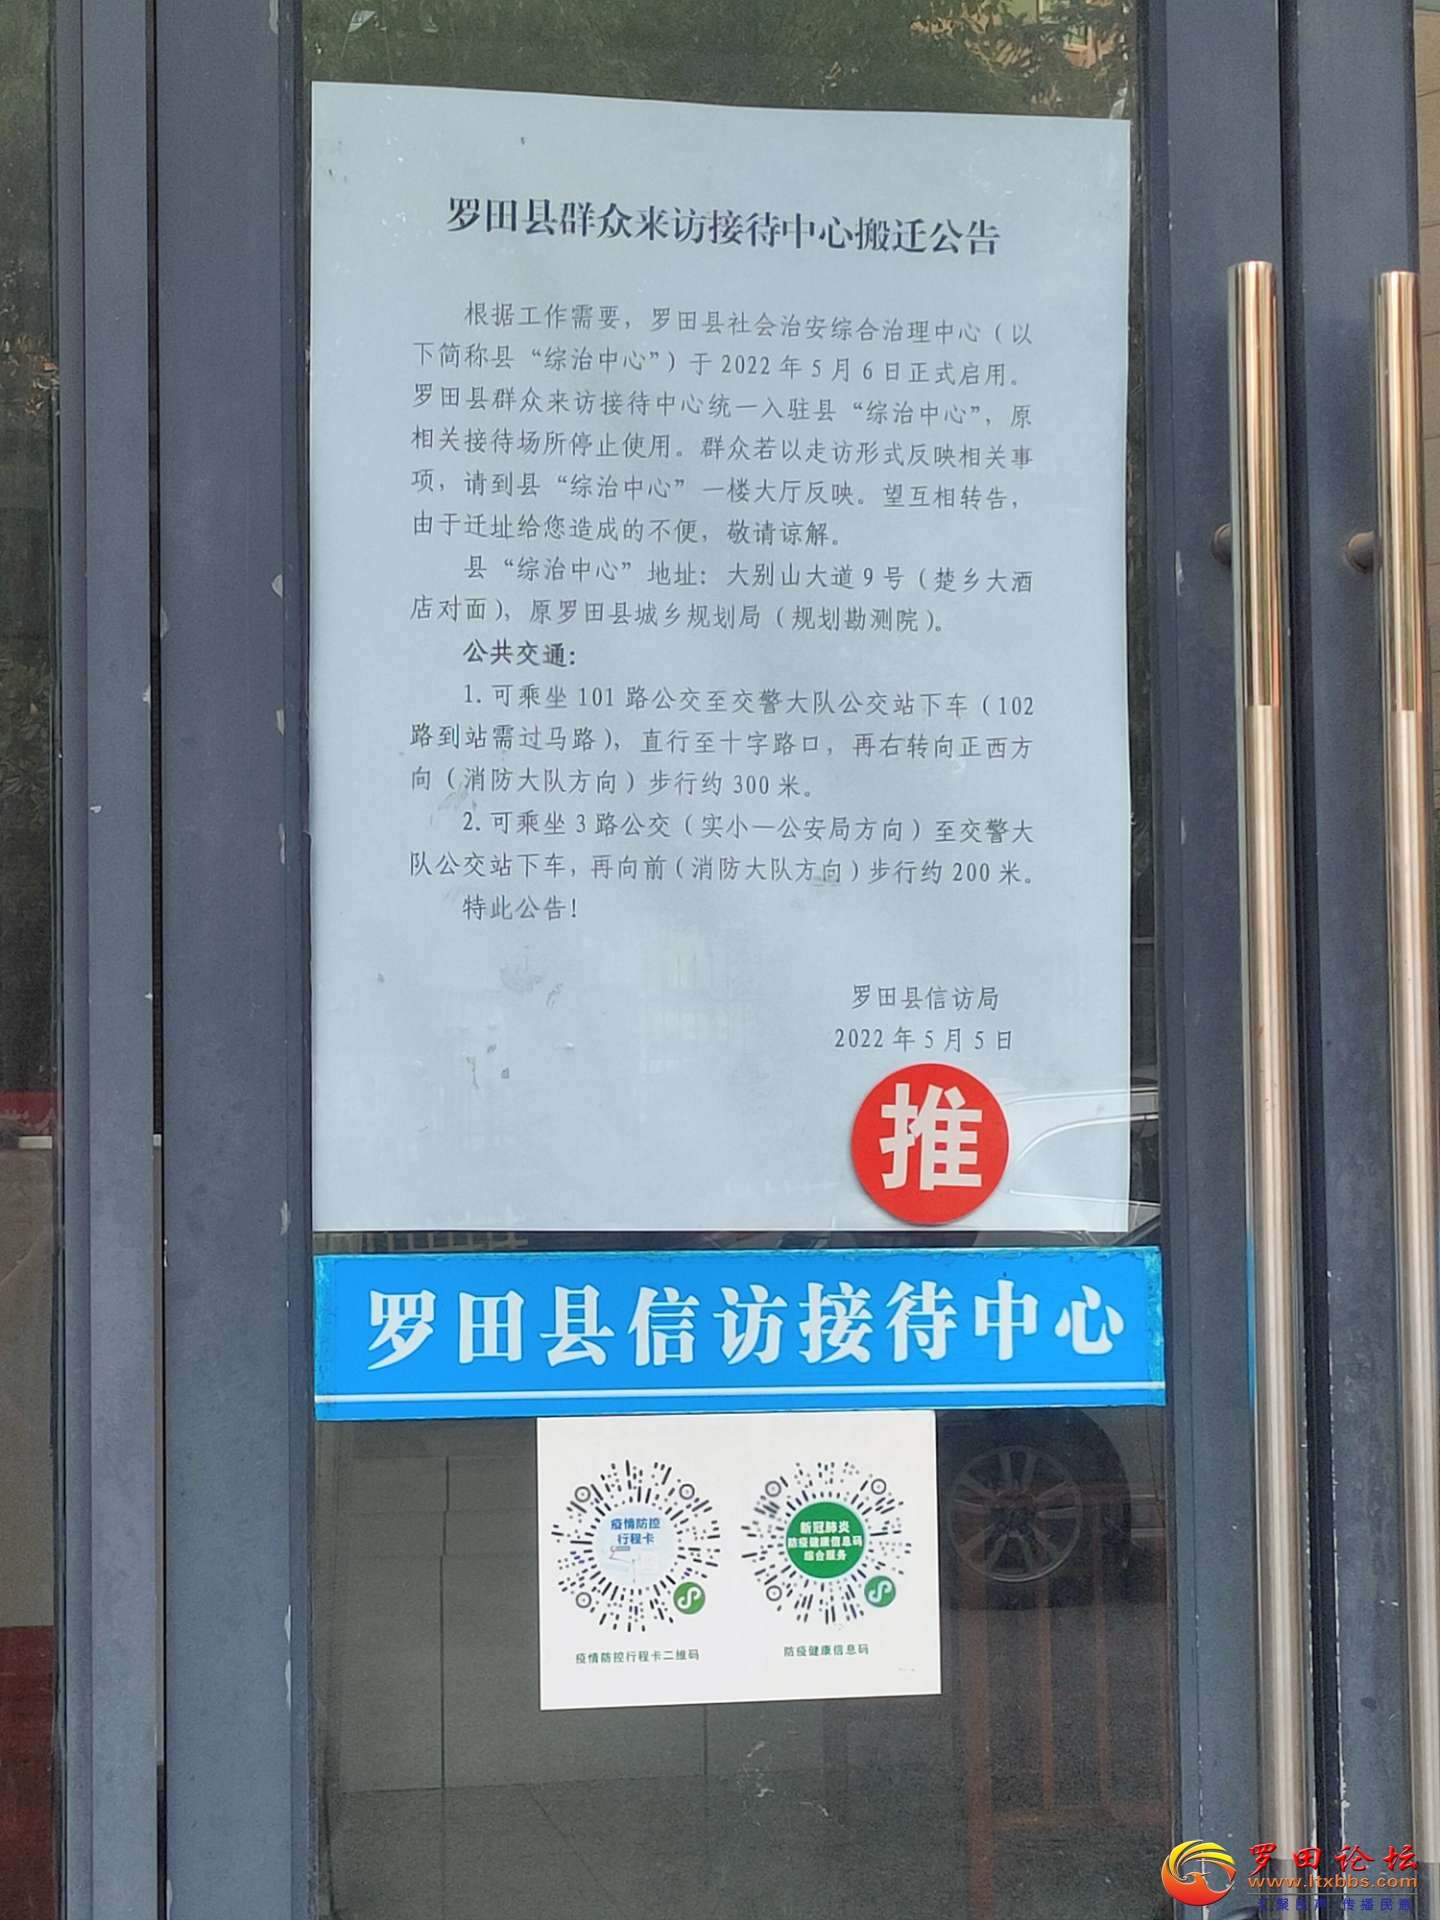 罗田县群众来访接待中心搬迁公告
根据工作需要，罗田县社会治安综合治理中心（以
下简称县“综治中心”）于2022年5月6日正式启用。
罗田县群众来访接待中心统一入驻县“综治中心”，原
相关接待场所停止使用。群众若以走访形式反映相关事
项，请到县“综治中心”一楼大厅反映。望互相转告，
由于迁址给您造成的不便，敬请谅解。
县“综治中心”地址：大别山大道9号（楚乡大酒
店对面），原罗田县城乡规划局（规划勘测院）。
公共交通：
1.可乘坐101路公交至交警大队公交站下车（102
路到站需过马路），直行至十字路口，再右转向正西方
向（消防大队方向）步行约300米。
2.可乘坐3路公交（实小一公安局方向）至交警大
队公交站下车，再向前（消防大队方向）步行约200米。
特此公告！
罗田县信访局
2022年5月5日
推
罗田县信访接待中心
疫情防控
行程卡
疫情防控行程卡二维码
新冠肺炎
防疫健康信息码
综合服务
防疫健康信息码
罗田论坛
www.ltxbbs.com
汇聚民声 传播民意